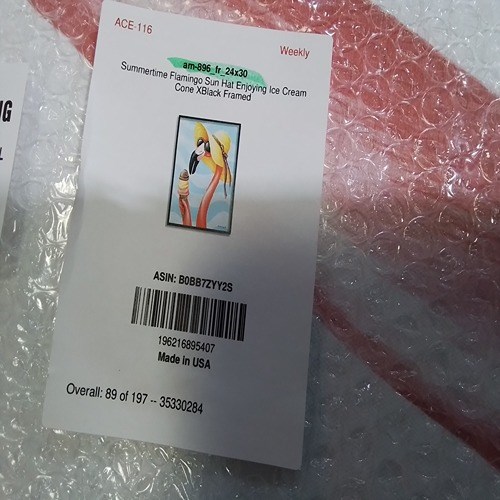 ACE-116
Weekly
am-896_fr_24x30
Summertime Flamingo Sun Hat Enjoying Ice Cream
Cone XBlack Framed
ASIN: B0BB7ZYY2S
196216895407
Made in USA
Overall: 89 of 197 -- 35330284